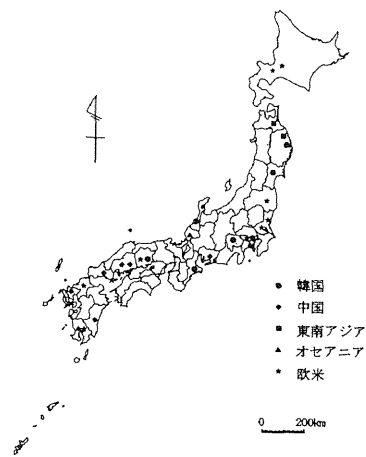 韓国
中国
東南アジア
オセアニア
欧米
0 200km